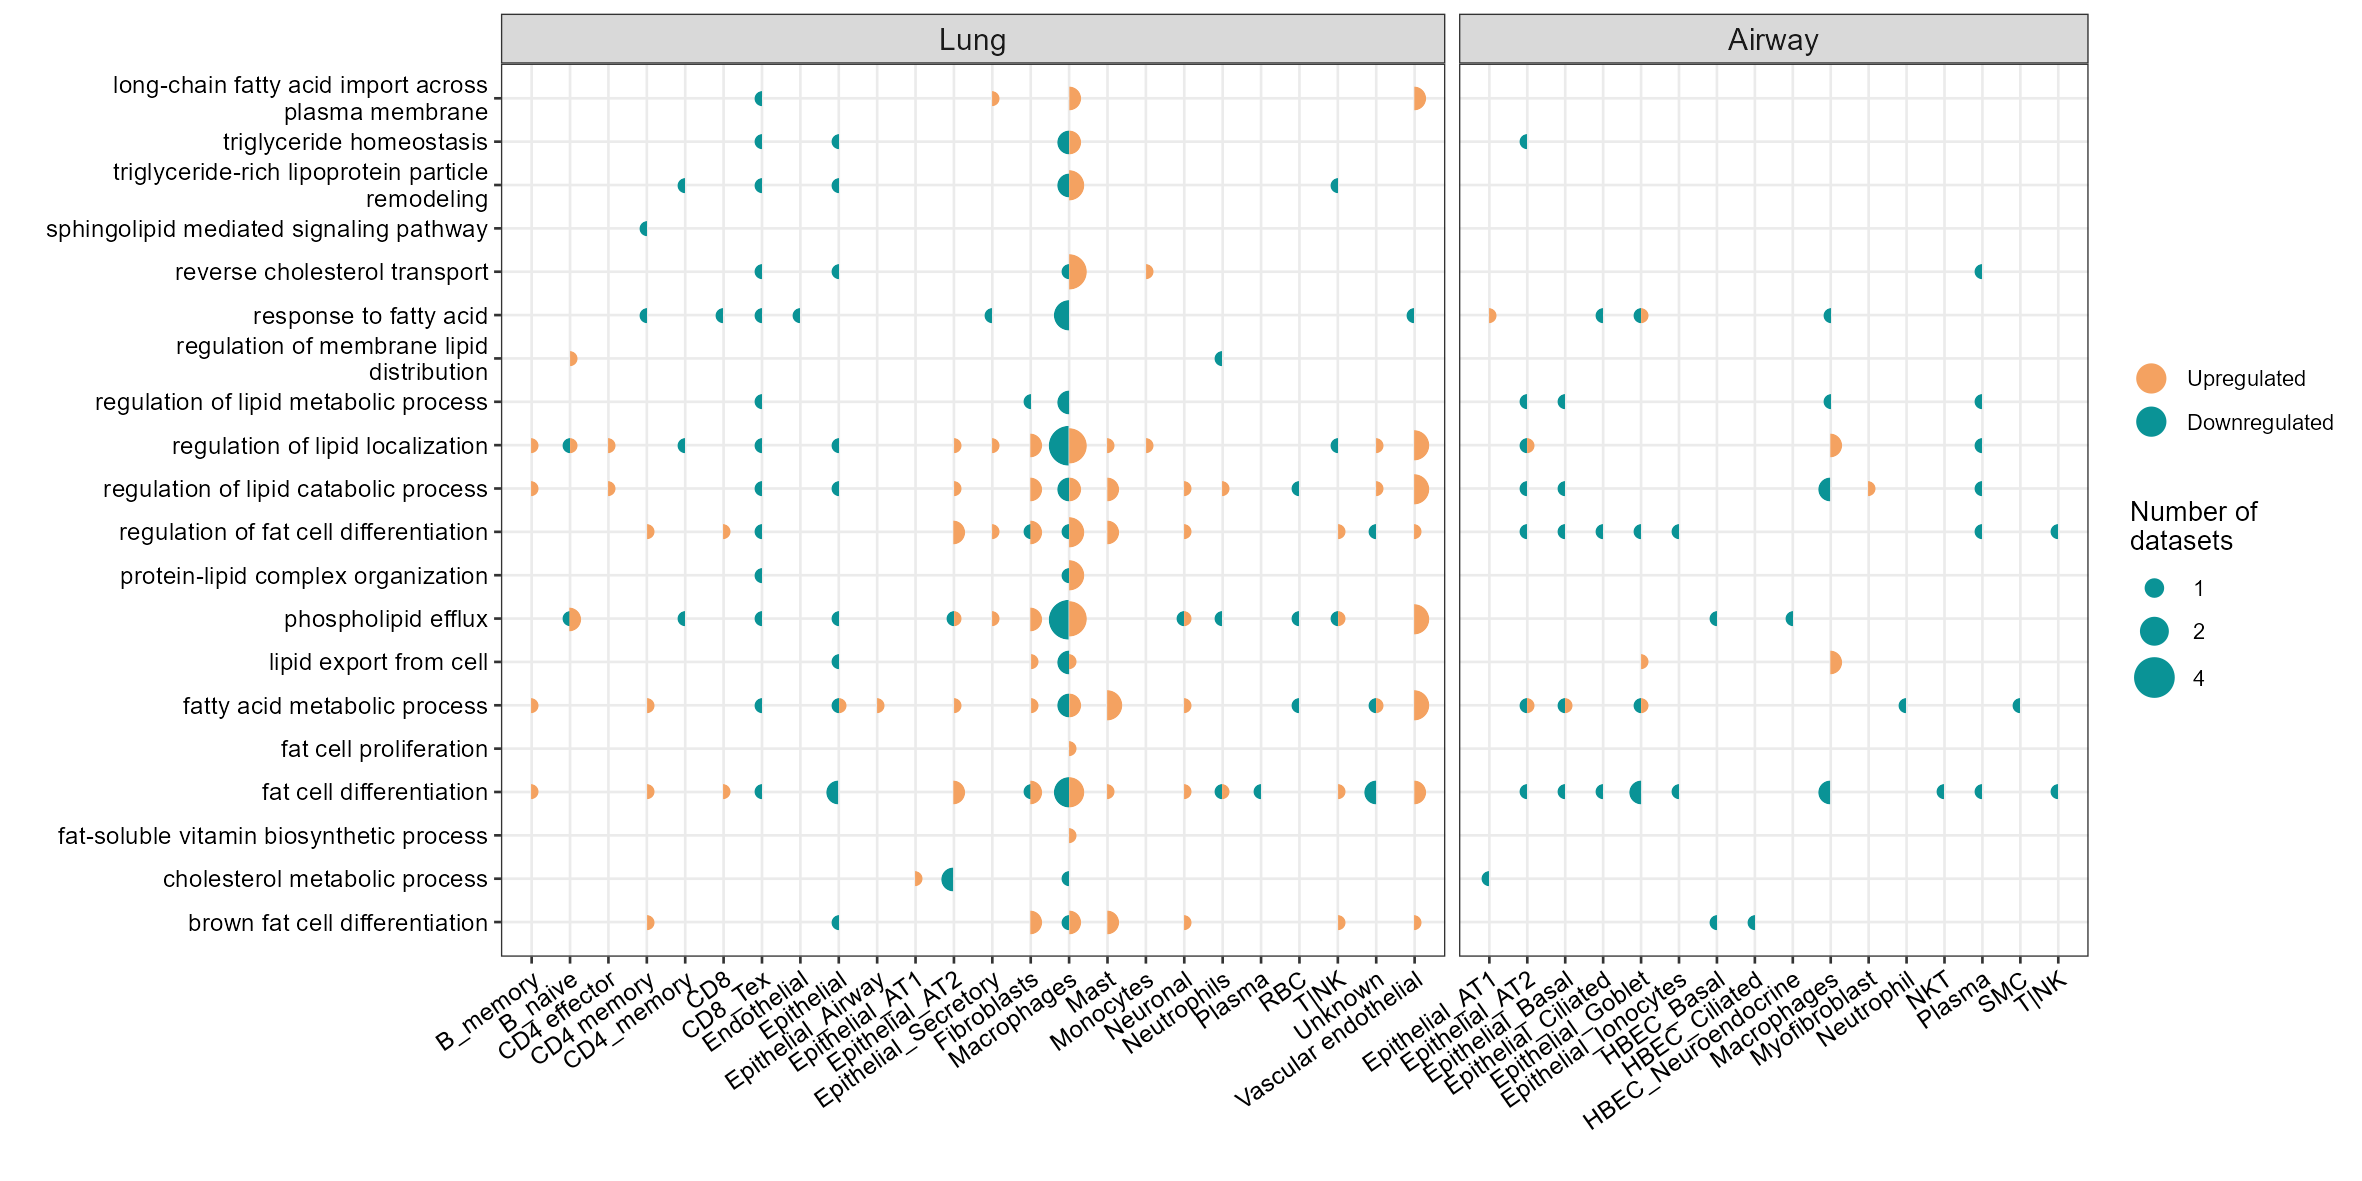 Lung
Airway
long-chain fatty acid import across
plasma membrane
triglyceride homeostasis
triglyceride-rich lipoprotein particle
remodeling
sphingolipid mediated signaling pathway
reverse cholesterol transport
response to fatty acid
regulation of membrane lipid
distribution
regulation of lipid metabolic process
regulation of lipid localization
regulation of lipid catabolic process
regulation of fat cell differentiation
protein-lipid complex organization
phospholipid efflux
lipid export from cell
fatty acid metabolic process
fat cell proliferation
fat cell differentiation
fat-soluble vitamin biosynthetic process
cholesterol metabolic process
brown fat cell differentiation
B_memory
B_naive
CD4 effector
CD4 memory
CD4_memory
CD8
CD8_Tex
Endothelial
Epithelial
Epithelial_Airway
Epithelial_AT1
Epithelial_AT2
Epithelial_Secretory
Fibroblasts
Macrophages
Mast
Monocytes
Neuronal
Neutrophils
Plasma
RBC
T|NK
Unknown
Vascular endothelial
Epithelial_AT1
Epithelial_AT2
Epithelial_Basal
Epithelial_Ciliated
Epithelial_Goblet
Epithelial_Ionocytes
HBEC_Basal
HBEC_Ciliated
HBEC_Neuroendocrine
Macrophages
Myofibroblast
Neutrophil
NKT
Plasma
SMC
T|NK
Upregulated
Downregulated
Number of
datasets
1
2
4